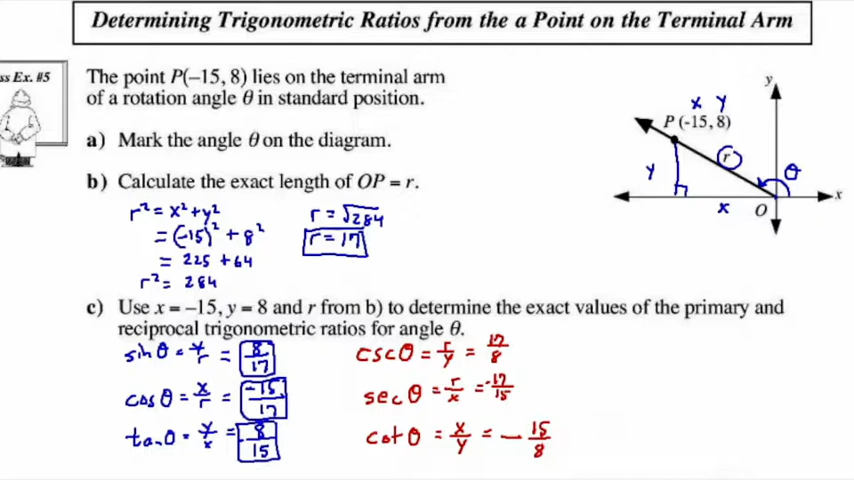 Determining Trigonometric Ratios from the a Point on the Terminal Arm
ss Ex. #5
The point P(–15, 8) lies on the terminal arm
of a rotation angle θ in standard position.
a) Mark the angle θ on the diagram.
b) Calculate the exact length of OP = r.
r² = x² + y²
= (-15)² + 8²
= 225 + 64
r² = 284
r = √284
r = 17
y
x y
P (-15, 8)
r
θ
y
x
O
x
c) Use x = –15, y = 8 and r from b) to determine the exact values of the primary and
reciprocal trigonometric ratios for angle θ.
sin θ = y/r = 8/17
cos θ = x/r = -15/17
tan θ = y/x = -8/15
csc θ = r/y = 17/8
sec θ = r/x = -17/15
cot θ = x/y = - 15/8